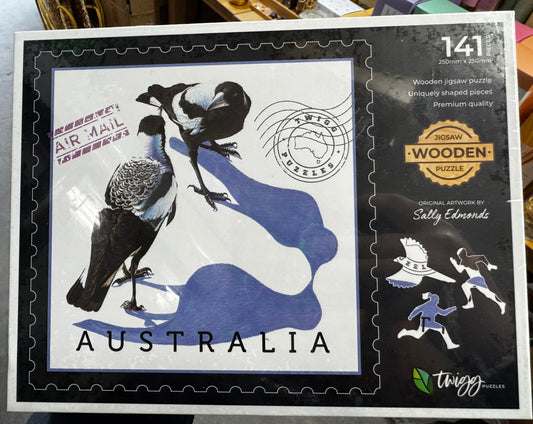 141
PIECES
250mm x 250mm
Wooden jigsaw puzzle
Uniquely shaped pieces
Premium quality
AIR MAIL
TWIGG
PUZZLES
JIGSAW
WOODEN
PUZZLE
ORIGINAL ARTWORK BY
Sally Edmonds
AUSTRALIA
twigg
PUZZLES